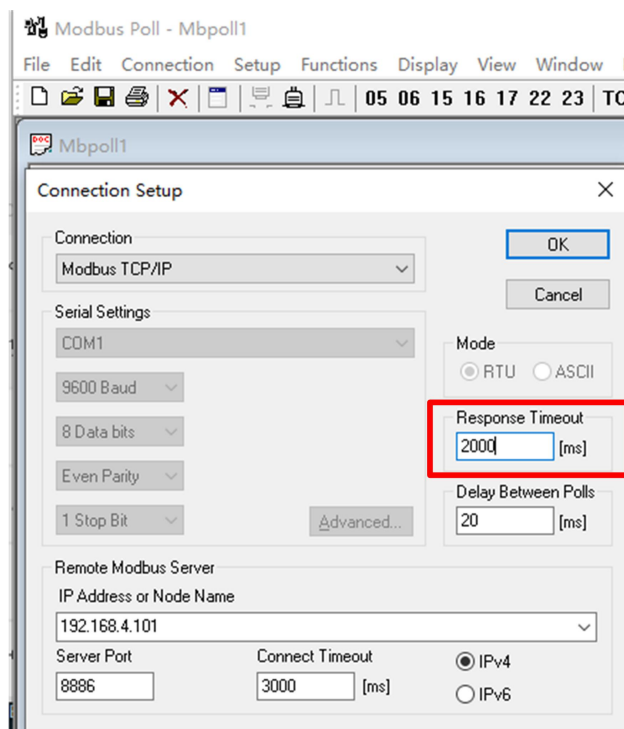 Modbus Poll - Mbpoll1
File Edit Connection Setup Functions Display View Window
05 06 15 16 17 22 23 TC
Mbpoll1
Connection Setup
Connection
Modbus TCP/IP
OK
Cancel
Serial Settings
COM1
Mode
RTU ASCII
9600 Baud
Response Timeout
2000 [ms]
8 Data bits
Even Parity
Delay Between Polls
20 [ms]
1 Stop Bit
Advanced...
Remote Modbus Server
IP Address or Node Name
192.168.4.101
Server Port Connect Timeout
IPv4
8886 3000 [ms]
IPv6